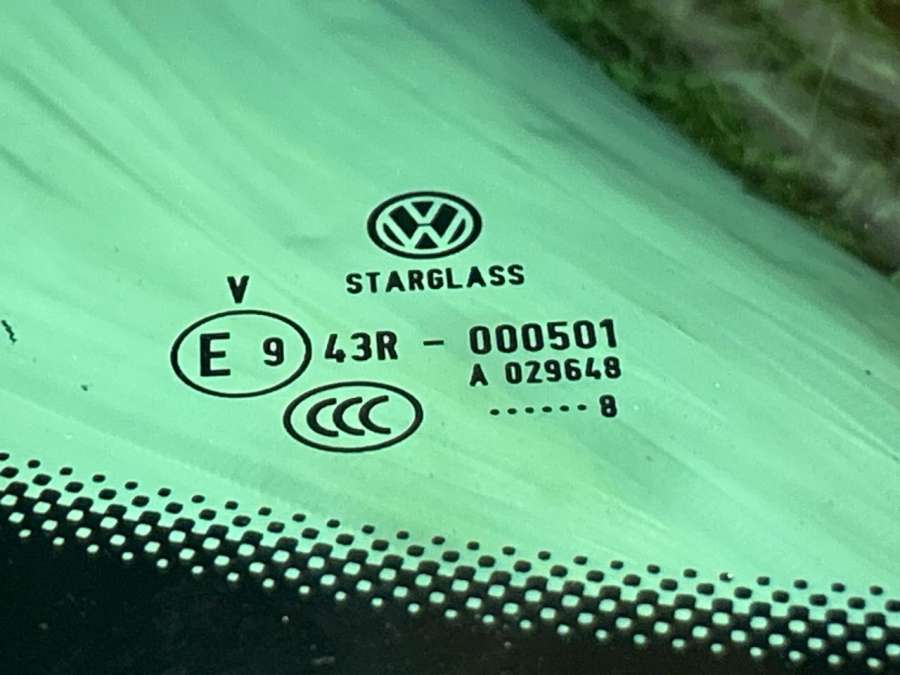 STARGLASS
V
E 9 43R - 000501
A 029648
CCC
······8